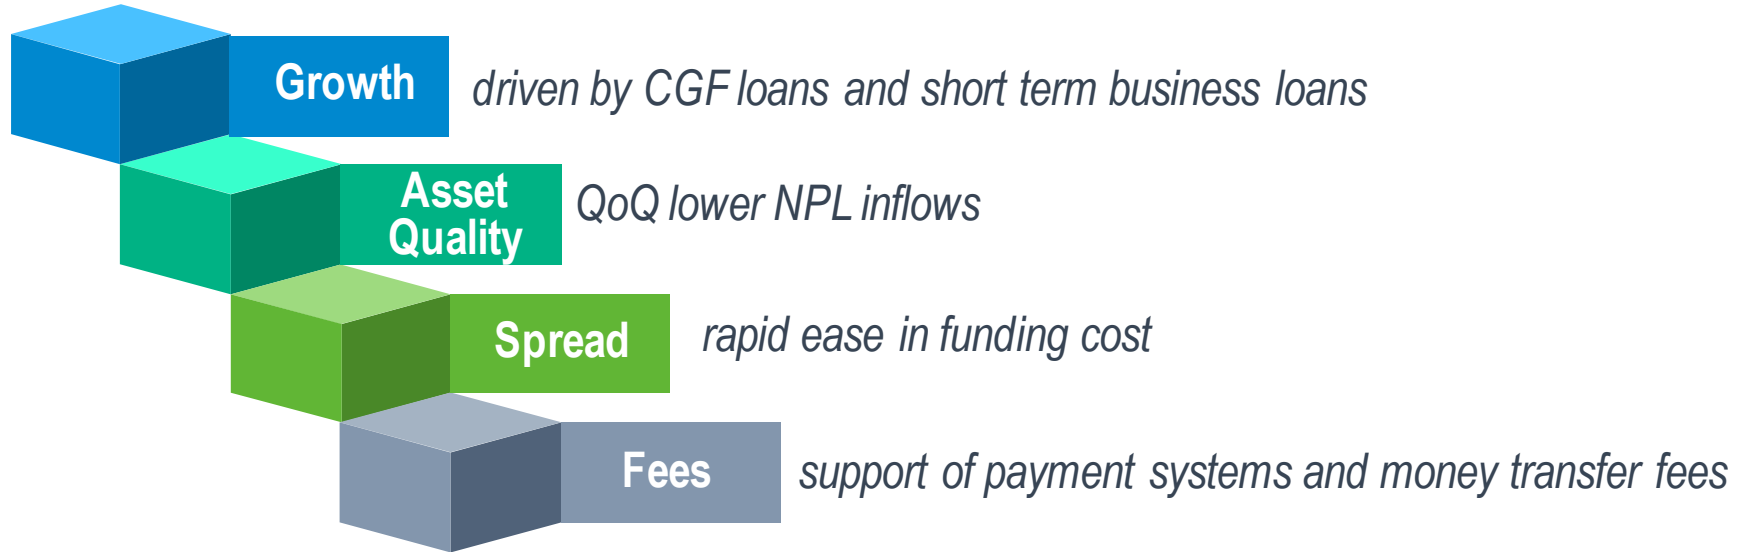 Growth
driven by CGF loans and short term business loans
Asset
Quality
QoQ lower NPL inflows
Spread
rapid ease in funding cost
Fees
support of payment systems and money transfer fees